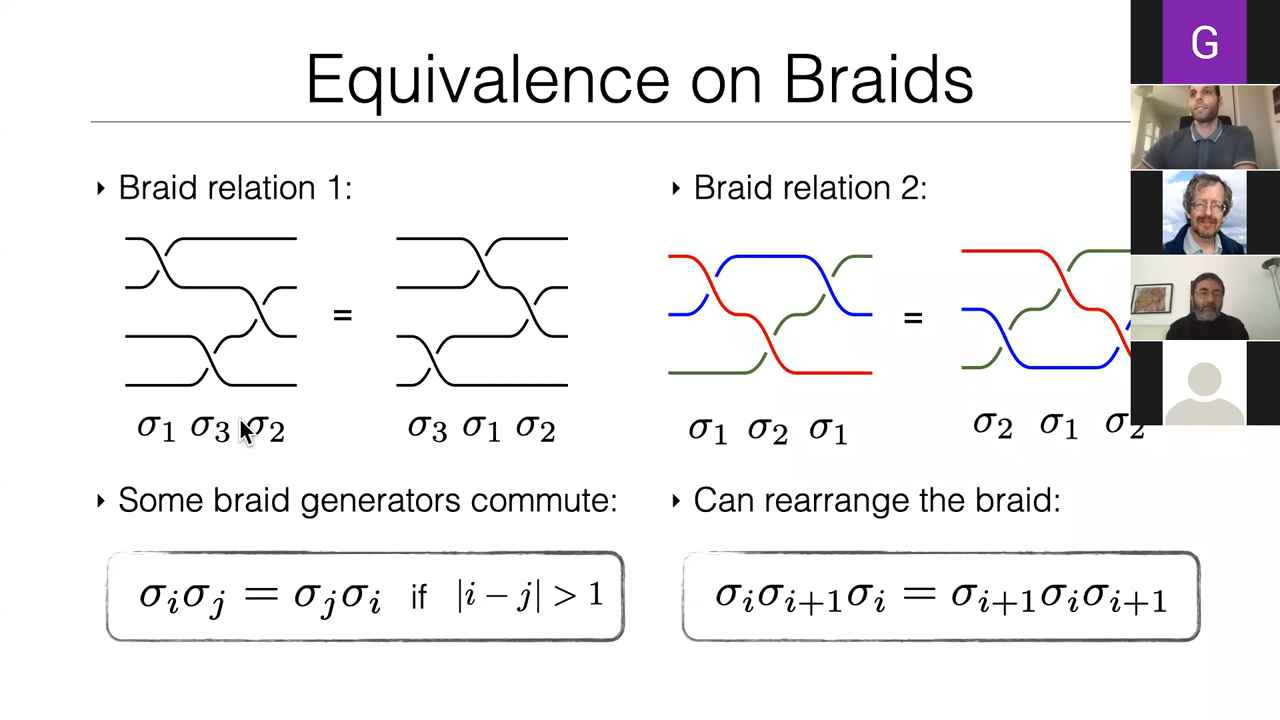 Equivalence on Braids
G
Braid relation 1:
=
σ₁ σ₃ σ₂
σ₃ σ₁ σ₂
Some braid generators commute:
σᵢσⱼ = σⱼσᵢ if |i − j| > 1
Braid relation 2:
=
σ₁ σ₂ σ₁
σ₂ σ₁ σ₂
Can rearrange the braid:
σᵢσᵢ₊₁σᵢ = σᵢ₊₁σᵢσᵢ₊₁